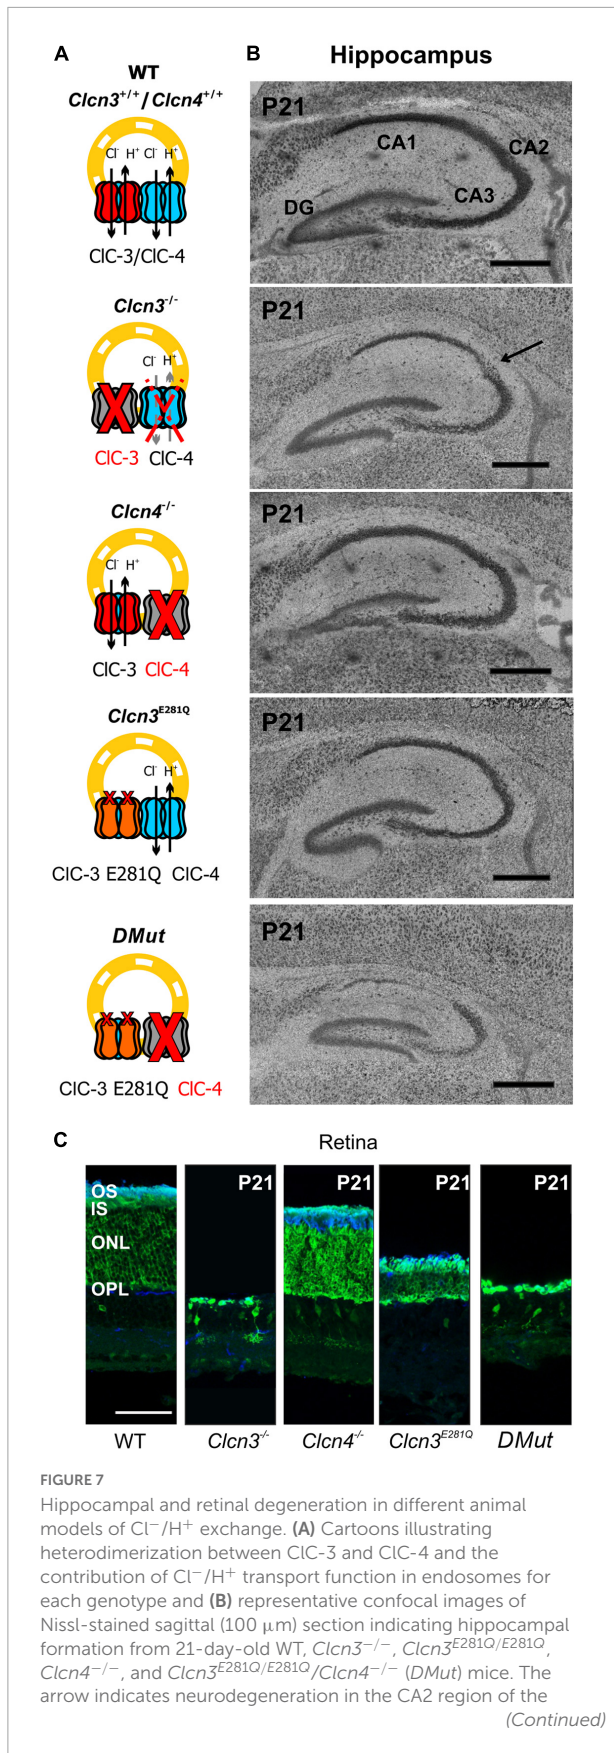 A
B
Hippocampus
WT
Clcn3⁺/⁺/Clcn4⁺/⁺
Cl⁻ H⁺ Cl⁻ H⁺
ClC-3/ClC-4
P21
CA1
CA2
CA3
DG
Clcn3⁻/⁻
Cl⁻ H⁺
ClC-3 ClC-4
P21
Clcn4⁻/⁻
Cl⁻ H⁺
ClC-3 ClC-4
P21
Clcn3ᴱ²⁸¹Q
Cl⁻ H⁺
ClC-3 E281Q ClC-4
P21
DMut
ClC-3 E281Q ClC-4
P21
C
Retina
OS
IS
ONL
OPL
P21 P21 P21 P21
WT Clcn3⁻/⁻ Clcn4⁻/⁻ Clcn3ᴱ²⁸¹Q DMut
FIGURE 7
Hippocampal and retinal degeneration in different animal
models of Cl⁻/H⁺ exchange. (A) Cartoons illustrating
heterodimerization between ClC-3 and ClC-4 and the
contribution of Cl⁻/H⁺ transport function in endosomes for
each genotype and (B) representative confocal images of
Nissl-stained sagittal (100 μm) section indicating hippocampal
formation from 21-day-old WT, Clcn3⁻/⁻, Clcn3ᴱ²⁸¹Q/ᴱ²⁸¹Q,
Clcn4⁻/⁻, and Clcn3ᴱ²⁸¹Q/ᴱ²⁸¹Q/Clcn4⁻/⁻ (DMut) mice. The
arrow indicates neurodegeneration in the CA2 region of the
(Continued)